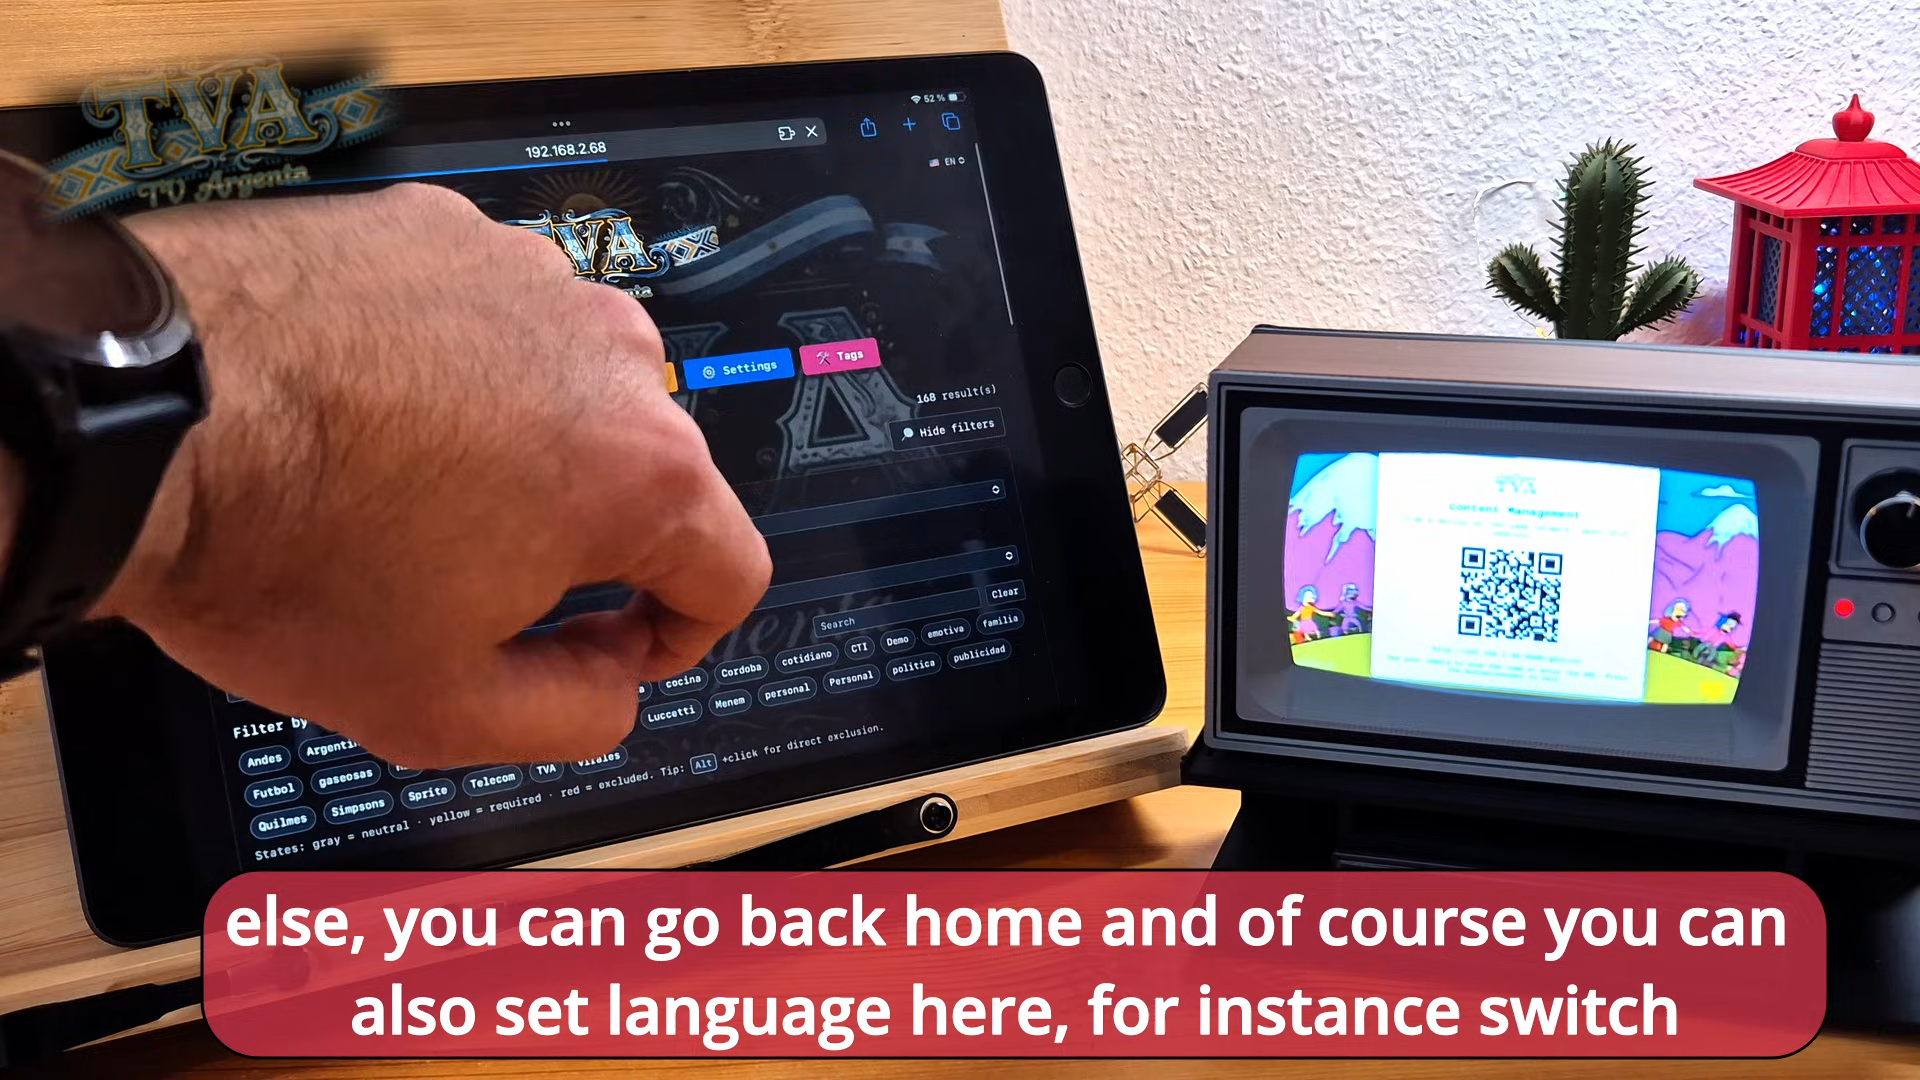 TVA
TV Argenta
52 %
192.168.2.68
EN
TVA
Settings
Tags
168 result(s)
Hide filters
Clear
Search
cocina Cordoba cotidiano CTI Demo emotiva familia
Luccetti Menem personal Personal politica publicidad
Filter by
Andes
Futbol gaseosas
Quilmes Simpsons Sprite Telecom TVA
States: gray = neutral · yellow = required · red = excluded. Tip: Alt +click for direct exclusion.
TVA
Content Management
else, you can go back home and of course you can
also set language here, for instance switch